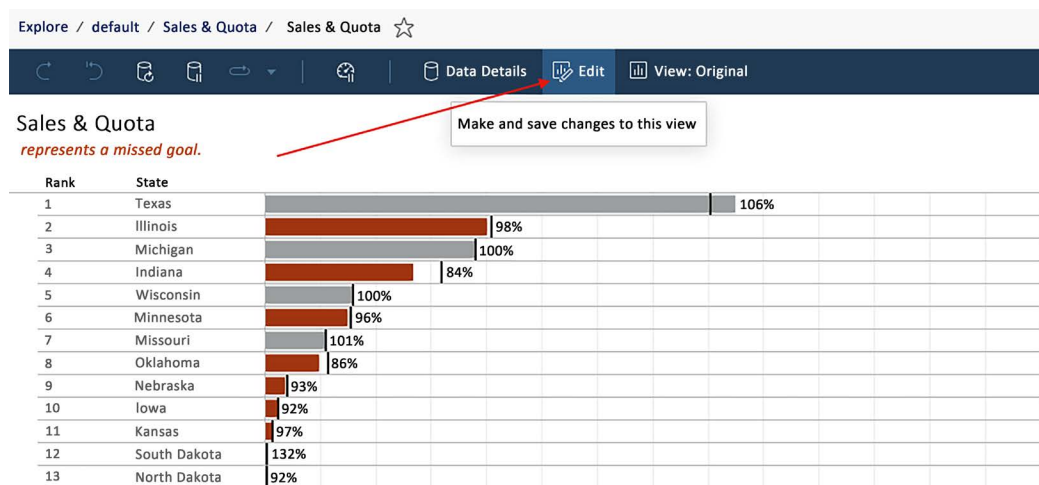 Explore / default / Sales & Quota / Sales & Quota
Data Details Edit View: Original
Make and save changes to this view
Sales & Quota
represents a missed goal.
Rank State
1 Texas 106%
2 Illinois 98%
3 Michigan 100%
4 Indiana 84%
5 Wisconsin 100%
6 Minnesota 96%
7 Missouri 101%
8 Oklahoma 86%
9 Nebraska 93%
10 Iowa 92%
11 Kansas 97%
12 South Dakota 132%
13 North Dakota 92%